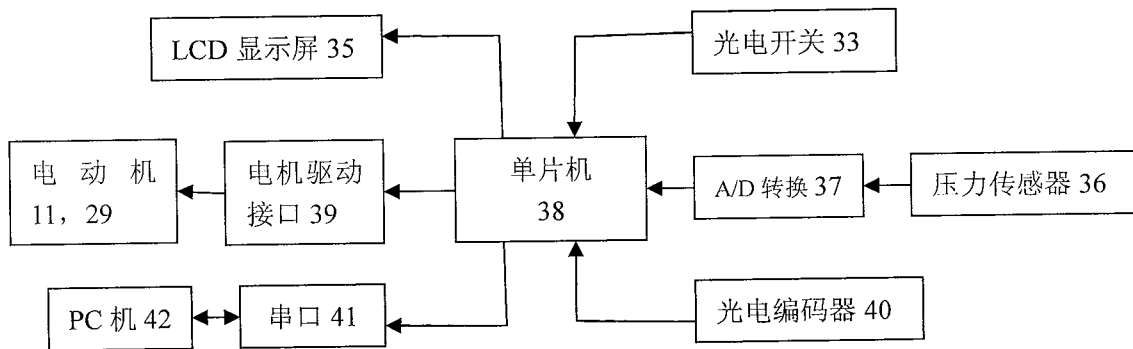 LCD 显示屏 35
光电开关 33
电动机
11，29
电机驱动
接口 39
单片机
38
A/D 转换 37
压力传感器 36
PC 机 42
串口 41
光电编码器 40